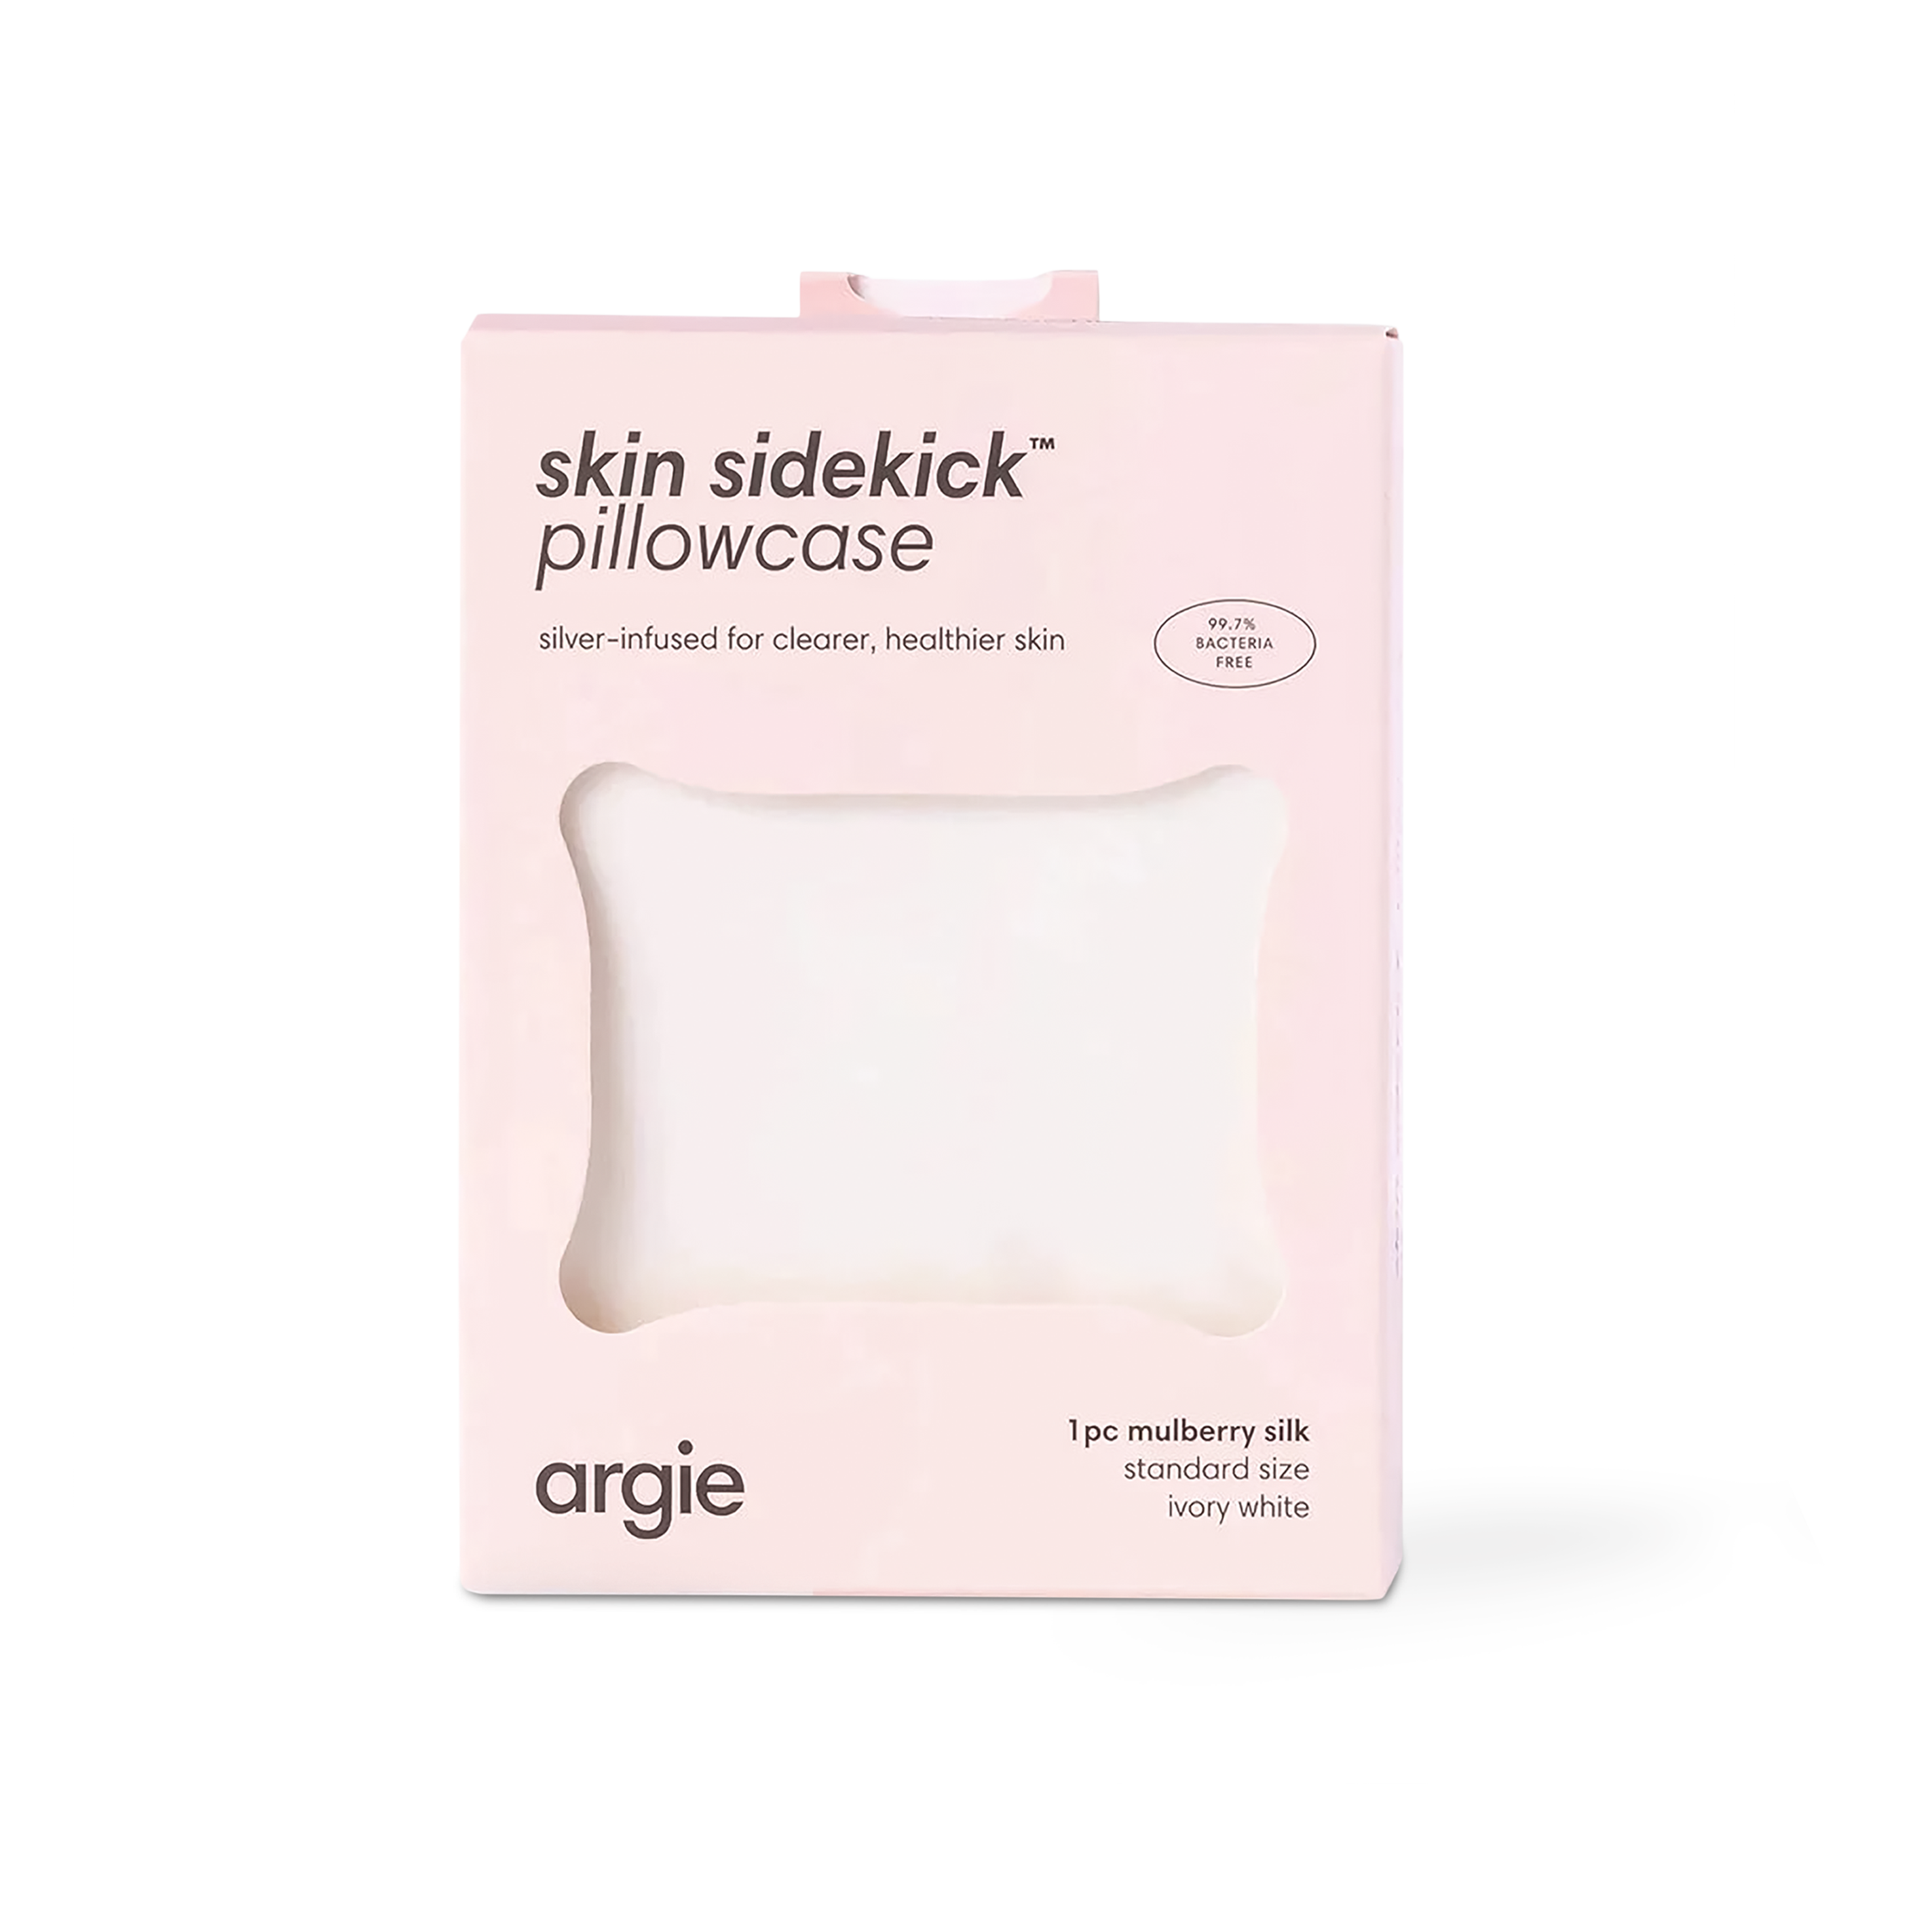 skin sidekick™
pillowcase
silver-infused for clearer, healthier skin
99.7%
BACTERIA
FREE
argie
1pc mulberry silk
standard size
ivory white